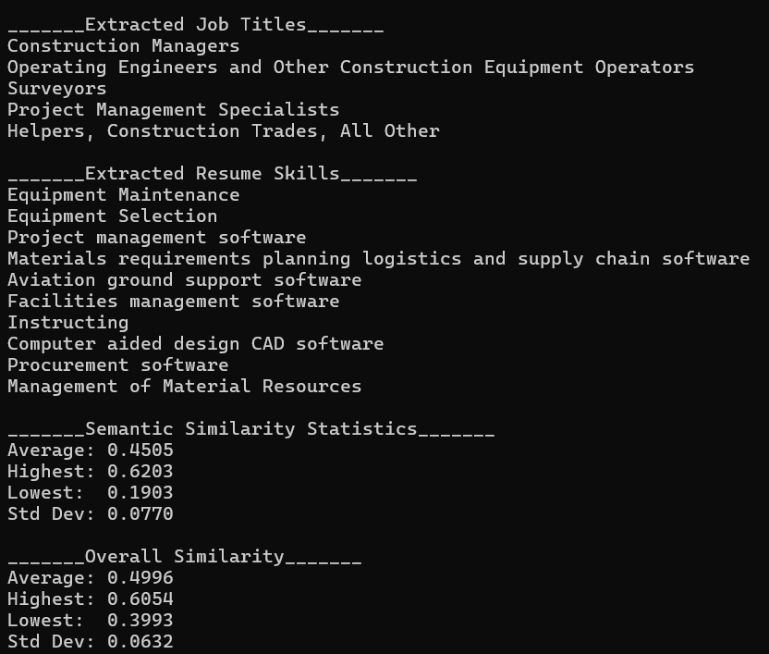 _______Extracted Job Titles_______
Construction Managers
Operating Engineers and Other Construction Equipment Operators
Surveyors
Project Management Specialists
Helpers, Construction Trades, All Other
_______Extracted Resume Skills_______
Equipment Maintenance
Equipment Selection
Project management software
Materials requirements planning logistics and supply chain software
Aviation ground support software
Facilities management software
Instructing
Computer aided design CAD software
Procurement software
Management of Material Resources
_______Semantic Similarity Statistics_______
Average: 0.4505
Highest: 0.6203
Lowest:  0.1903
Std Dev: 0.0770
_______Overall Similarity_______
Average: 0.4996
Highest: 0.6054
Lowest:  0.3993
Std Dev: 0.0632